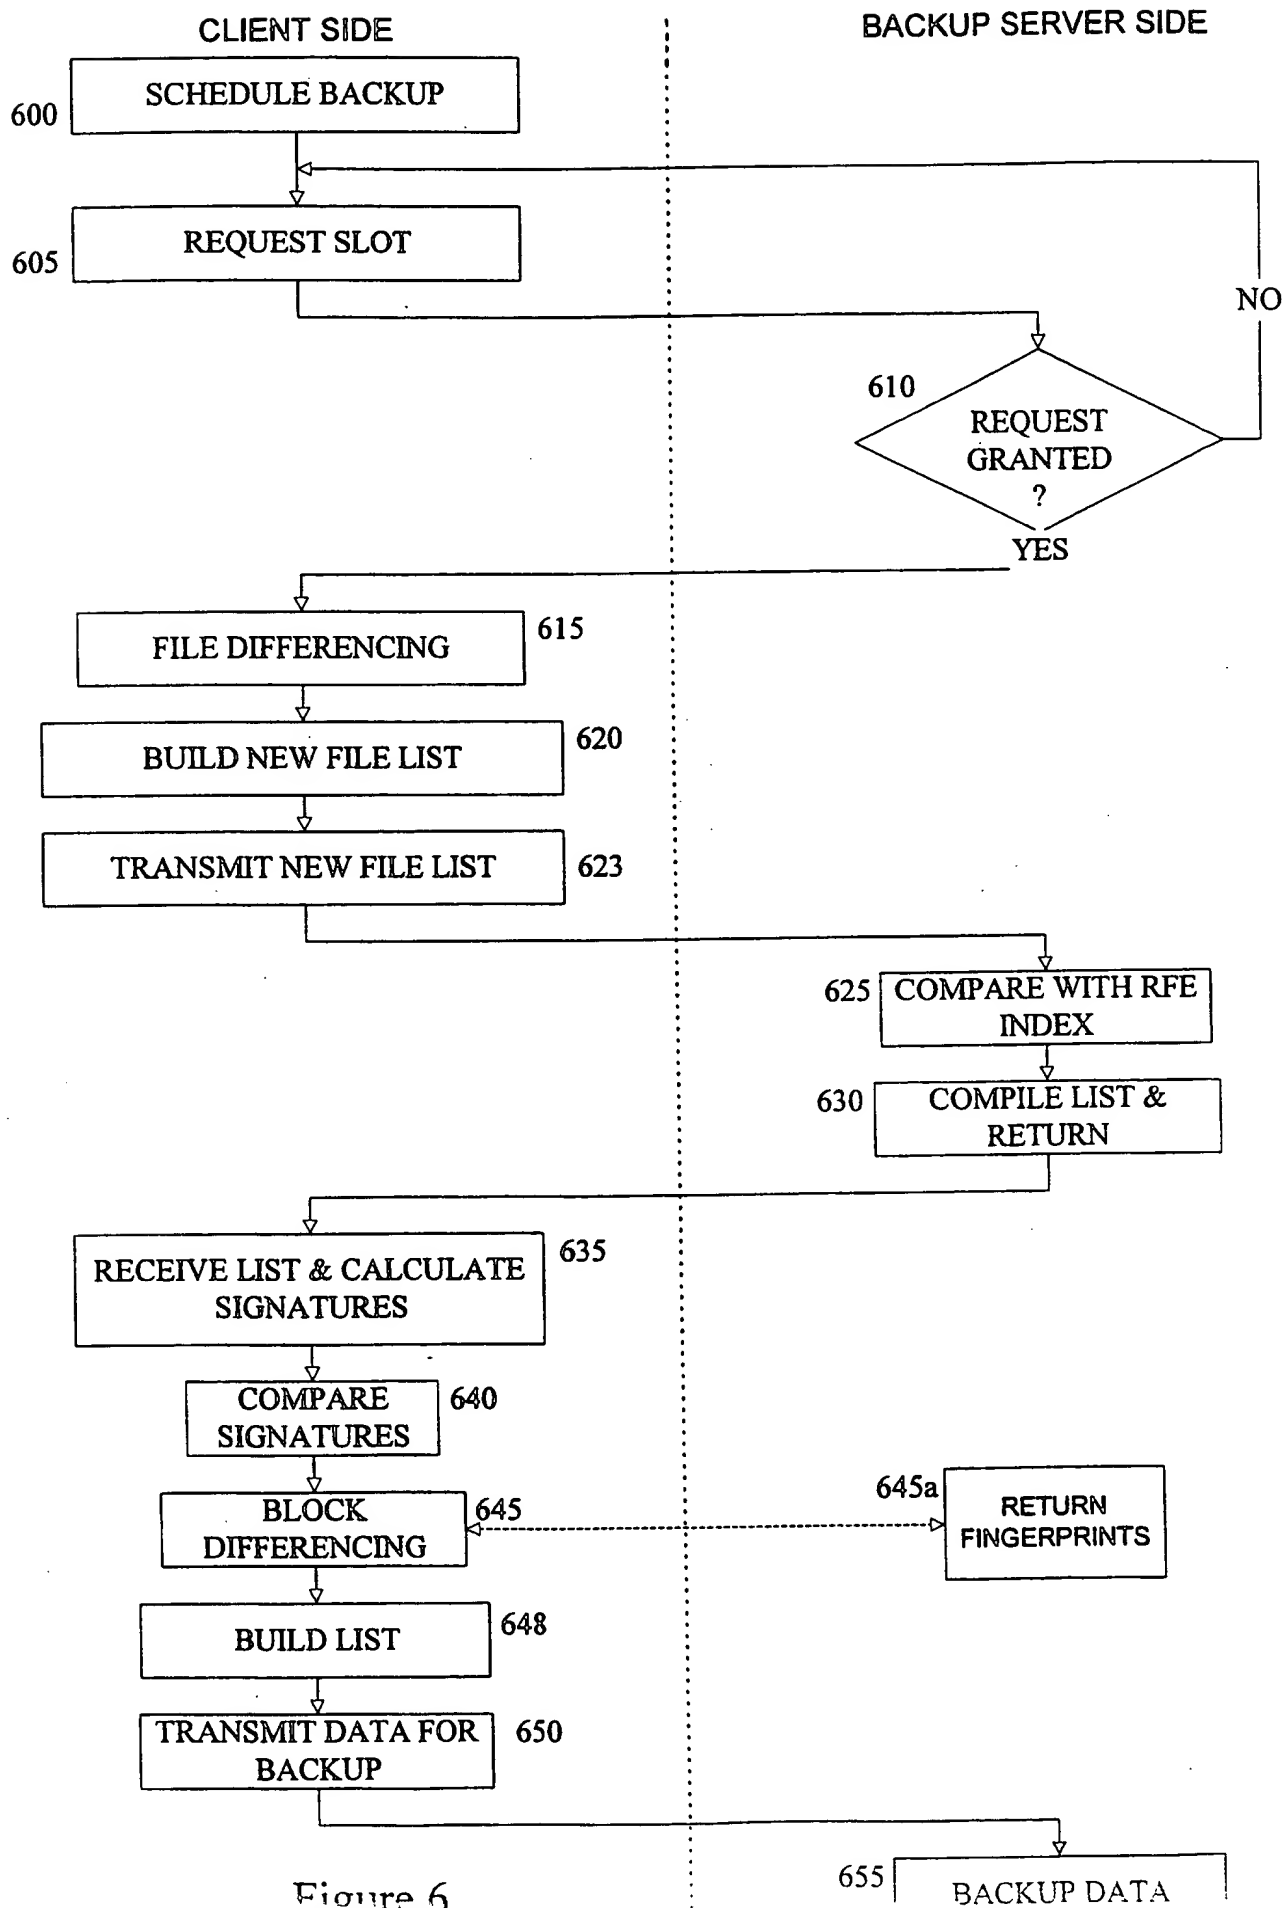 CLIENT SIDE
BACKUP SERVER SIDE
SCHEDULE BACKUP
600
REQUEST SLOT
605
NO
610
REQUEST
GRANTED
?
YES
FILE DIFFERENCING
615
BUILD NEW FILE LIST
620
TRANSMIT NEW FILE LIST
623
625
COMPARE WITH RFE
INDEX
630
COMPILE LIST &
RETURN
RECEIVE LIST & CALCULATE
SIGNATURES
635
COMPARE
SIGNATURES
640
BLOCK
DIFFERENCING
645
645a
RETURN
FINGERPRINTS
BUILD LIST
648
TRANSMIT DATA FOR
BACKUP
650
655
BACKUP DATA
Figure 6